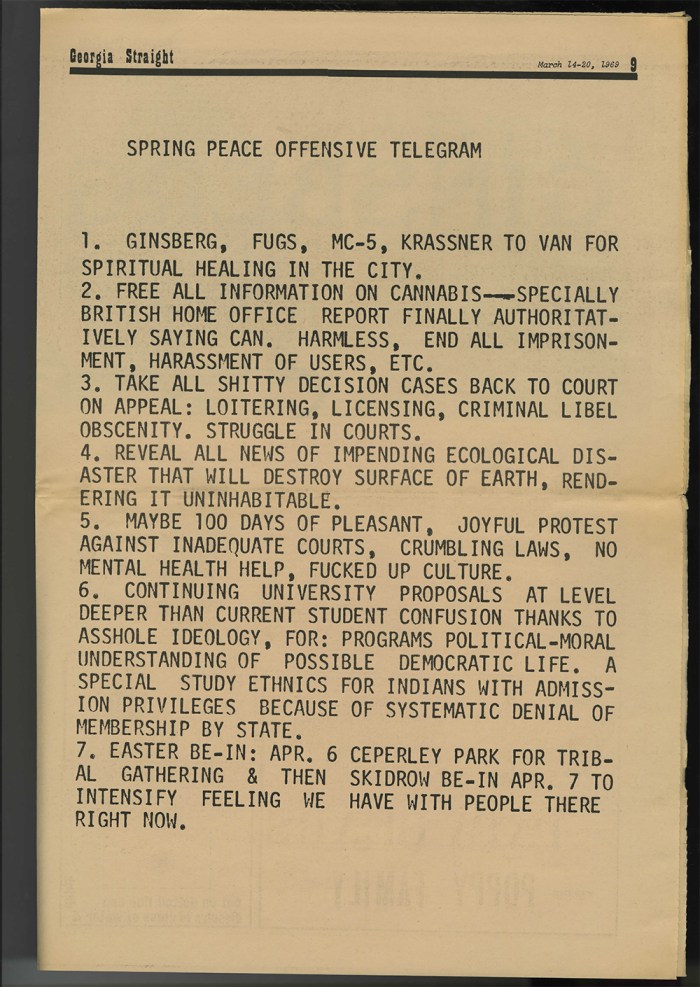 Georgia Straight
March 14-20, 1969 9
SPRING PEACE OFFENSIVE TELEGRAM
1. GINSBERG, FUGS, MC-5, KRASSNER TO VAN FOR
SPIRITUAL HEALING IN THE CITY.
2. FREE ALL INFORMATION ON CANNABIS——SPECIALLY
BRITISH HOME OFFICE REPORT FINALLY AUTHORITAT-
IVELY SAYING CAN. HARMLESS, END ALL IMPRISON-
MENT, HARASSMENT OF USERS, ETC.
3. TAKE ALL SHITTY DECISION CASES BACK TO COURT
ON APPEAL: LOITERING, LICENSING, CRIMINAL LIBEL
OBSCENITY. STRUGGLE IN COURTS.
4. REVEAL ALL NEWS OF IMPENDING ECOLOGICAL DIS-
ASTER THAT WILL DESTROY SURFACE OF EARTH, REND-
ERING IT UNINHABITABLE.
5. MAYBE 100 DAYS OF PLEASANT, JOYFUL PROTEST
AGAINST INADEQUATE COURTS, CRUMBLING LAWS, NO
MENTAL HEALTH HELP, FUCKED UP CULTURE.
6. CONTINUING UNIVERSITY PROPOSALS AT LEVEL
DEEPER THAN CURRENT STUDENT CONFUSION THANKS TO
ASSHOLE IDEOLOGY, FOR: PROGRAMS POLITICAL-MORAL
UNDERSTANDING OF POSSIBLE DEMOCRATIC LIFE. A
SPECIAL STUDY ETHNICS FOR INDIANS WITH ADMISS-
ION PRIVILEGES BECAUSE OF SYSTEMATIC DENIAL OF
MEMBERSHIP BY STATE.
7. EASTER BE-IN: APR. 6 CEPERLEY PARK FOR TRIB-
AL GATHERING & THEN SKIDROW BE-IN APR. 7 TO
INTENSIFY FEELING WE HAVE WITH PEOPLE THERE
RIGHT NOW.
POPPY FAMILY